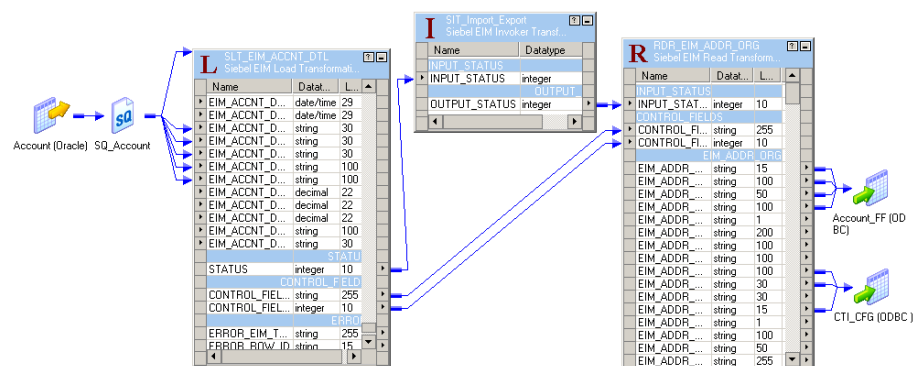 Account (Oracle)
SQ_Account
L
SLT_EIM_ACCNT_DTL
Siebel EIM Load Transformati...
Name Datat... L...
EIM_ACCNT_D... date/time 29
EIM_ACCNT_D... date/time 29
EIM_ACCNT_D... string 30
EIM_ACCNT_D... string 30
EIM_ACCNT_D... string 30
EIM_ACCNT_D... string 100
EIM_ACCNT_D... string 100
EIM_ACCNT_D... decimal 22
EIM_ACCNT_D... decimal 22
EIM_ACCNT_D... decimal 22
EIM_ACCNT_D... string 100
EIM_ACCNT_D... string 30
STATU
STATUS integer 10
CONTROL_FIELD
CONTROL_FIEL... string 255
CONTROL_FIEL... integer 10
ERRO
ERROR_EIM_T... string 255
ERROR_ROW_ID string 15
I
SIT_Import_Export
Siebel EIM Invoker Transf...
Name Datatype
INPUT_STATUS
INPUT_STATUS integer
OUTPUT_
OUTPUT_STATUS integer
R
RDR_EIM_ADDR_ORG
Siebel EIM Read Transform...
Name Datat... L...
INPUT_STATUS
INPUT_STAT... integer 10
CONTROL_FIELDS
CONTROL_FI... string 255
CONTROL_FI... integer 10
EIM_ADDR_ORG
EIM_ADDR_... string 15
EIM_ADDR_... string 100
EIM_ADDR_... string 50
EIM_ADDR_... string 100
EIM_ADDR_... string 1
EIM_ADDR_... string 200
EIM_ADDR_... string 100
EIM_ADDR_... string 100
EIM_ADDR_... string 100
EIM_ADDR_... string 30
EIM_ADDR_... string 30
EIM_ADDR_... string 15
EIM_ADDR_... string 1
EIM_ADDR_... string 100
EIM_ADDR_... string 50
EIM_ADDR_... string 255
Account_FF (OD
BC)
CTI_CFG (ODBC )